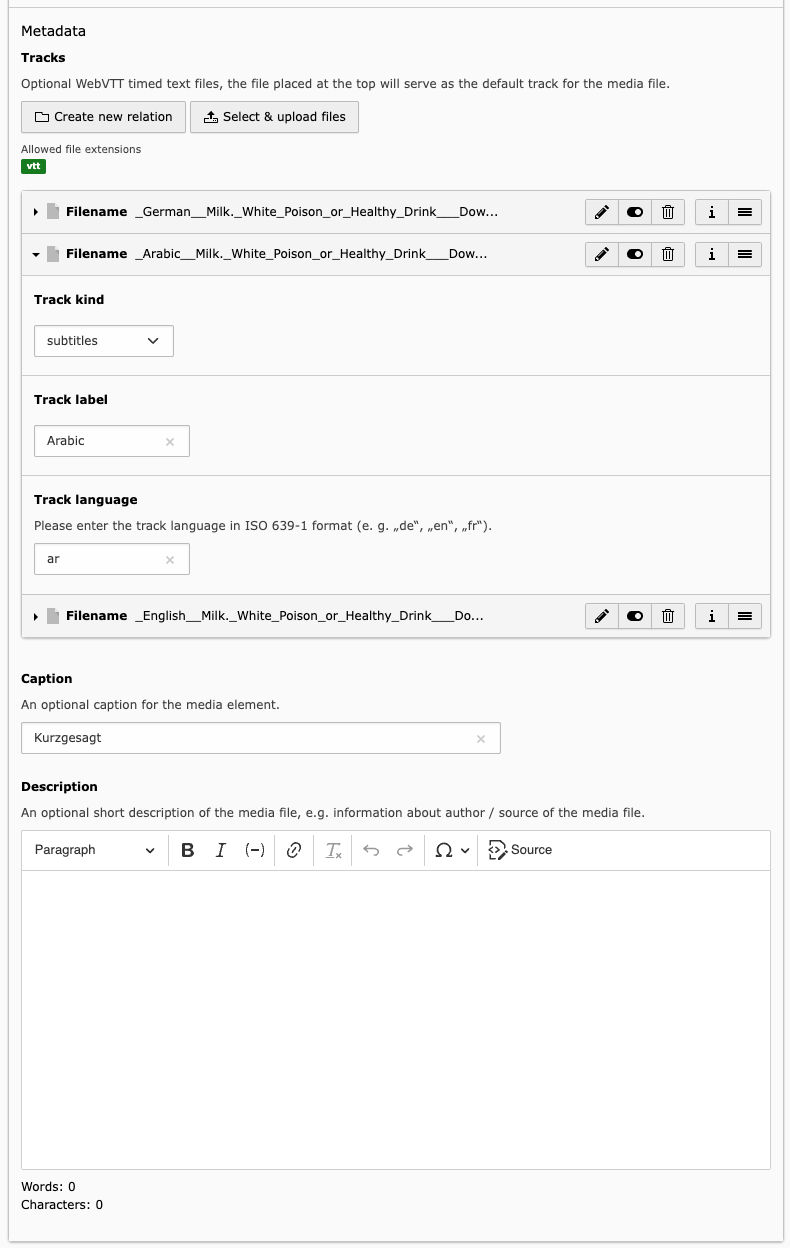 Metadata
Tracks
Optional WebVTT timed text files, the file placed at the top will serve as the default track for the media file.
Create new relation Select & upload files
Allowed file extensions
vtt
Filename _German__Milk._White_Poison_or_Healthy_Drink___Dow...
Filename _Arabic__Milk._White_Poison_or_Healthy_Drink___Dow...
Track kind
subtitles
Track label
Arabic
Track language
Please enter the track language in ISO 639-1 format (e. g. „de“, „en“, „fr“).
ar
Filename _English__Milk._White_Poison_or_Healthy_Drink___Do...
Caption
An optional caption for the media element.
Kurzgesagt
Description
An optional short description of the media file, e.g. information about author / source of the media file.
Paragraph B I (-) Tx Ω Source
Words: 0
Characters: 0